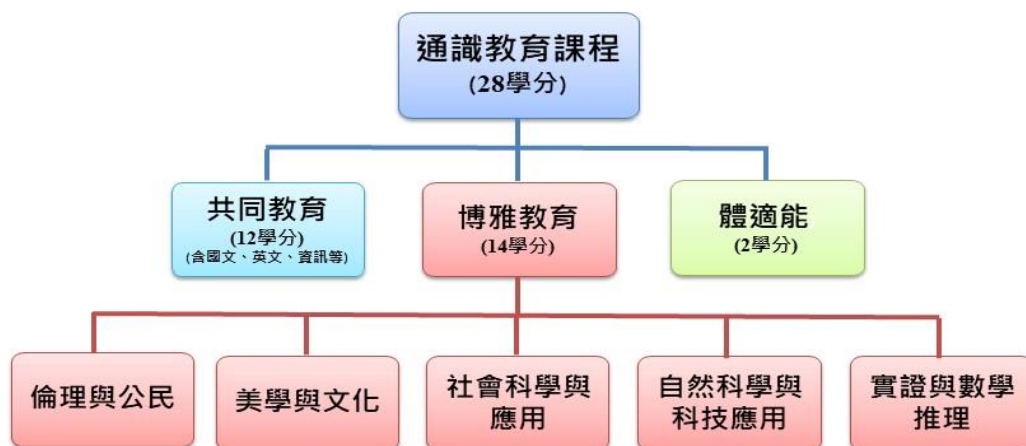 通識教育課程
(28學分)
共同教育
(12學分)
(含國文、英文、資訊等)
博雅教育
(14學分)
體適能
(2學分)
倫理與公民
美學與文化
社會科學與
應用
自然科學與
科技應用
實證與數學
推理